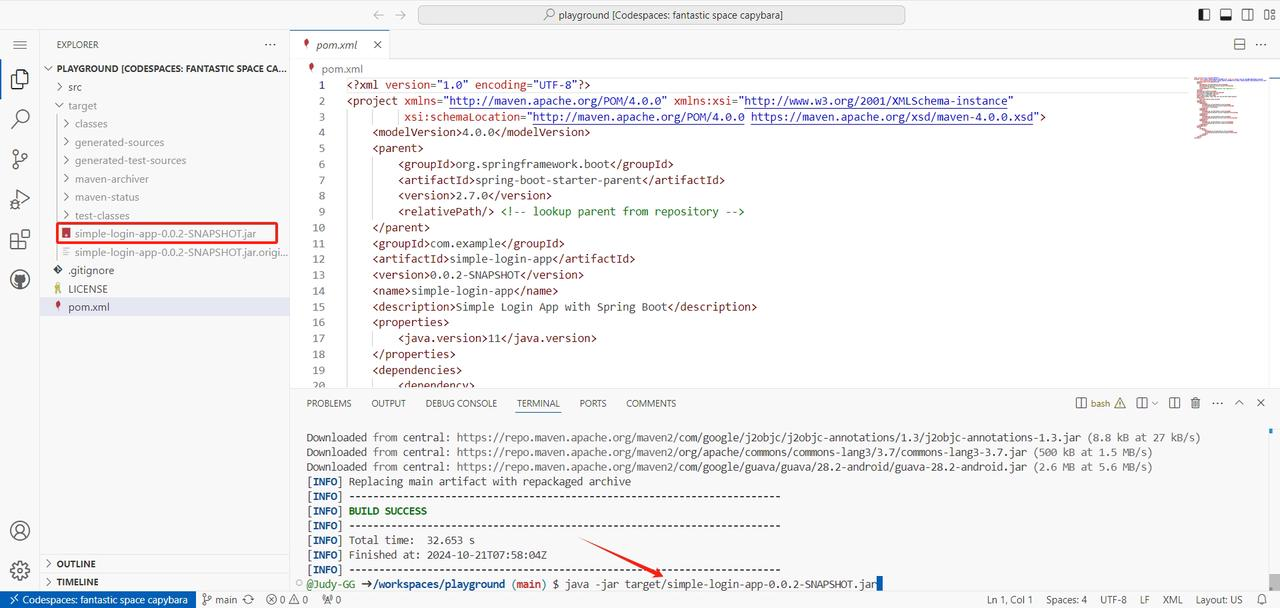 playground [Codespaces: fantastic space capybara]
EXPLORER
PLAYGROUND [CODESPACES: FANTASTIC SPACE CA...
src
target
classes
generated-sources
generated-test-sources
maven-archiver
maven-status
test-classes
simple-login-app-0.0.2-SNAPSHOT.jar
simple-login-app-0.0.2-SNAPSHOT.jar.origi...
.gitignore
LICENSE
pom.xml
OUTLINE
TIMELINE
pom.xml
pom.xml
1 <?xml version="1.0" encoding="UTF-8"?>
2 <project xmlns="http://maven.apache.org/POM/4.0.0" xmlns:xsi="http://www.w3.org/2001/XMLSchema-instance"
3 xsi:schemaLocation="http://maven.apache.org/POM/4.0.0 https://maven.apache.org/xsd/maven-4.0.0.xsd">
4 <modelVersion>4.0.0</modelVersion>
5 <parent>
6 <groupId>org.springframework.boot</groupId>
7 <artifactId>spring-boot-starter-parent</artifactId>
8 <version>2.7.0</version>
9 <relativePath/> <!-- lookup parent from repository -->
10 </parent>
11 <groupId>com.example</groupId>
12 <artifactId>simple-login-app</artifactId>
13 <version>0.0.2-SNAPSHOT</version>
14 <name>simple-login-app</name>
15 <description>Simple Login App with Spring Boot</description>
16 <properties>
17 <java.version>11</java.version>
18 </properties>
19 <dependencies>
20 <dependency>
PROBLEMS OUTPUT DEBUG CONSOLE TERMINAL PORTS COMMENTS
bash
Downloaded from central: https://repo.maven.apache.org/maven2/com/google/j2objc/j2objc-annotations/1.3/j2objc-annotations-1.3.jar (8.8 kB at 27 kB/s)
Downloaded from central: https://repo.maven.apache.org/maven2/org/apache/commons/commons-lang3/3.7/commons-lang3-3.7.jar (500 kB at 1.5 MB/s)
Downloaded from central: https://repo.maven.apache.org/maven2/com/google/guava/guava/28.2-android/guava-28.2-android.jar (2.6 MB at 5.6 MB/s)
[INFO] Replacing main artifact with repackaged archive
[INFO] ------------------------------------------------------------------------
[INFO] BUILD SUCCESS
[INFO] ------------------------------------------------------------------------
[INFO] Total time:  32.653 s
[INFO] Finished at: 2024-10-21T07:58:04Z
[INFO] ------------------------------------------------------------------------
@Judy-GG ➜/workspaces/playground (main) $ java -jar target/simple-login-app-0.0.2-SNAPSHOT.jar
Codespaces: fantastic space capybara main 0 0 0 Ln 1, Col 1 Spaces: 4 UTF-8 LF XML Layout: US